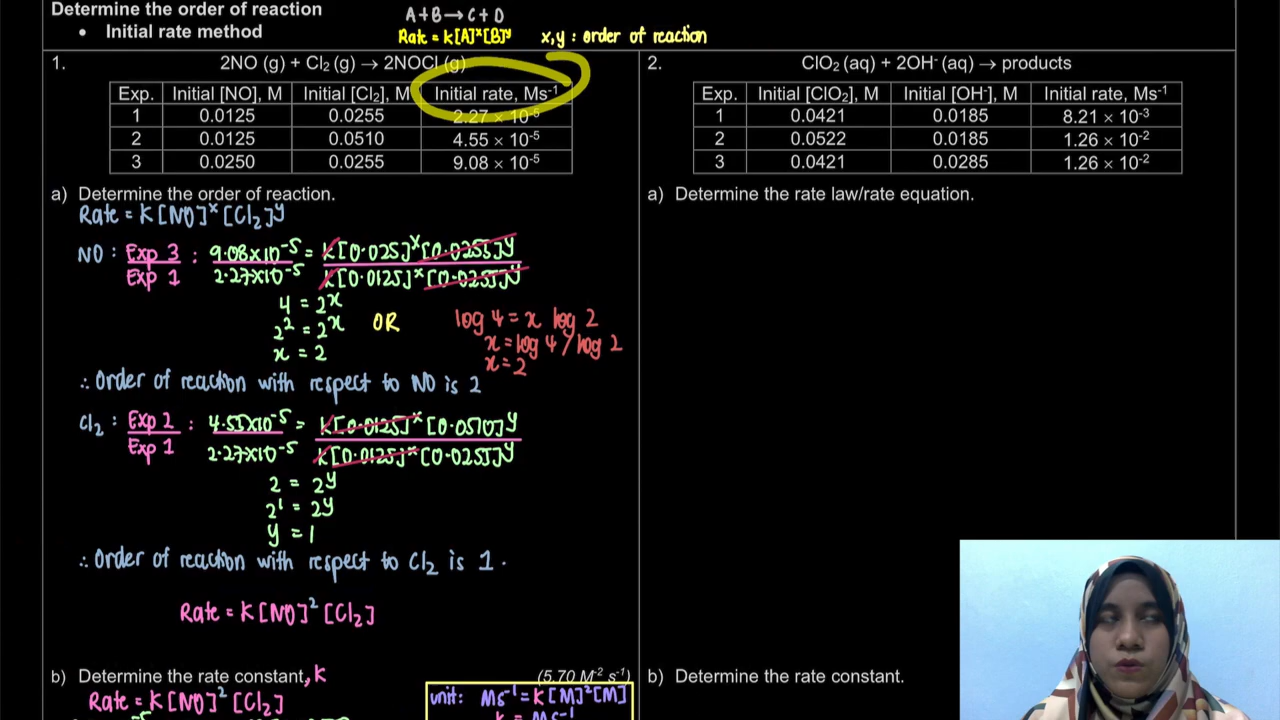 Determine the order of reaction
• Initial rate method
A + B → C + D
Rate = k[A]ˣ[B]ʸ
x, y : order of reaction
1.
2NO (g) + Cl₂ (g) → 2NOCl (g)
Exp. Initial [NO], M Initial [Cl₂], M Initial rate, Ms⁻¹
1 0.0125 0.0255 2.27 × 10⁻⁵
2 0.0125 0.0510 4.55 × 10⁻⁵
3 0.0250 0.0255 9.08 × 10⁻⁵
a) Determine the order of reaction.
Rate = k[NO]ˣ[Cl₂]ʸ
NO : Exp 3 : 9.08×10⁻⁵ = k[0.025]ˣ[0.0255]ʸ
Exp 1 2.27×10⁻⁵ k[0.0125]ˣ[0.0255]ʸ
4 = 2ˣ
2² = 2ˣ
x = 2
OR
log 4 = x log 2
x = log 4 / log 2
x = 2
∴ Order of reaction with respect to NO is 2
Cl₂ : Exp 2 : 4.55×10⁻⁵ = k[0.0125]ˣ[0.0510]ʸ
Exp 1 2.27×10⁻⁵ k[0.0125]ˣ[0.0255]ʸ
2 = 2ʸ
2¹ = 2ʸ
y = 1
∴ Order of reaction with respect to Cl₂ is 1.
Rate = k[NO]²[Cl₂]
b) Determine the rate constant, k (5.70 M⁻² s⁻¹)
Rate = k[NO]²[Cl₂]
unit: Ms⁻¹ = k[M]²[M]
k = Ms⁻¹
2.
ClO₂ (aq) + 2OH⁻ (aq) → products
Exp. Initial [ClO₂], M Initial [OH⁻], M Initial rate, Ms⁻¹
1 0.0421 0.0185 8.21 × 10⁻³
2 0.0522 0.0185 1.26 × 10⁻²
3 0.0421 0.0285 1.26 × 10⁻²
a) Determine the rate law/rate equation.
b) Determine the rate constant.